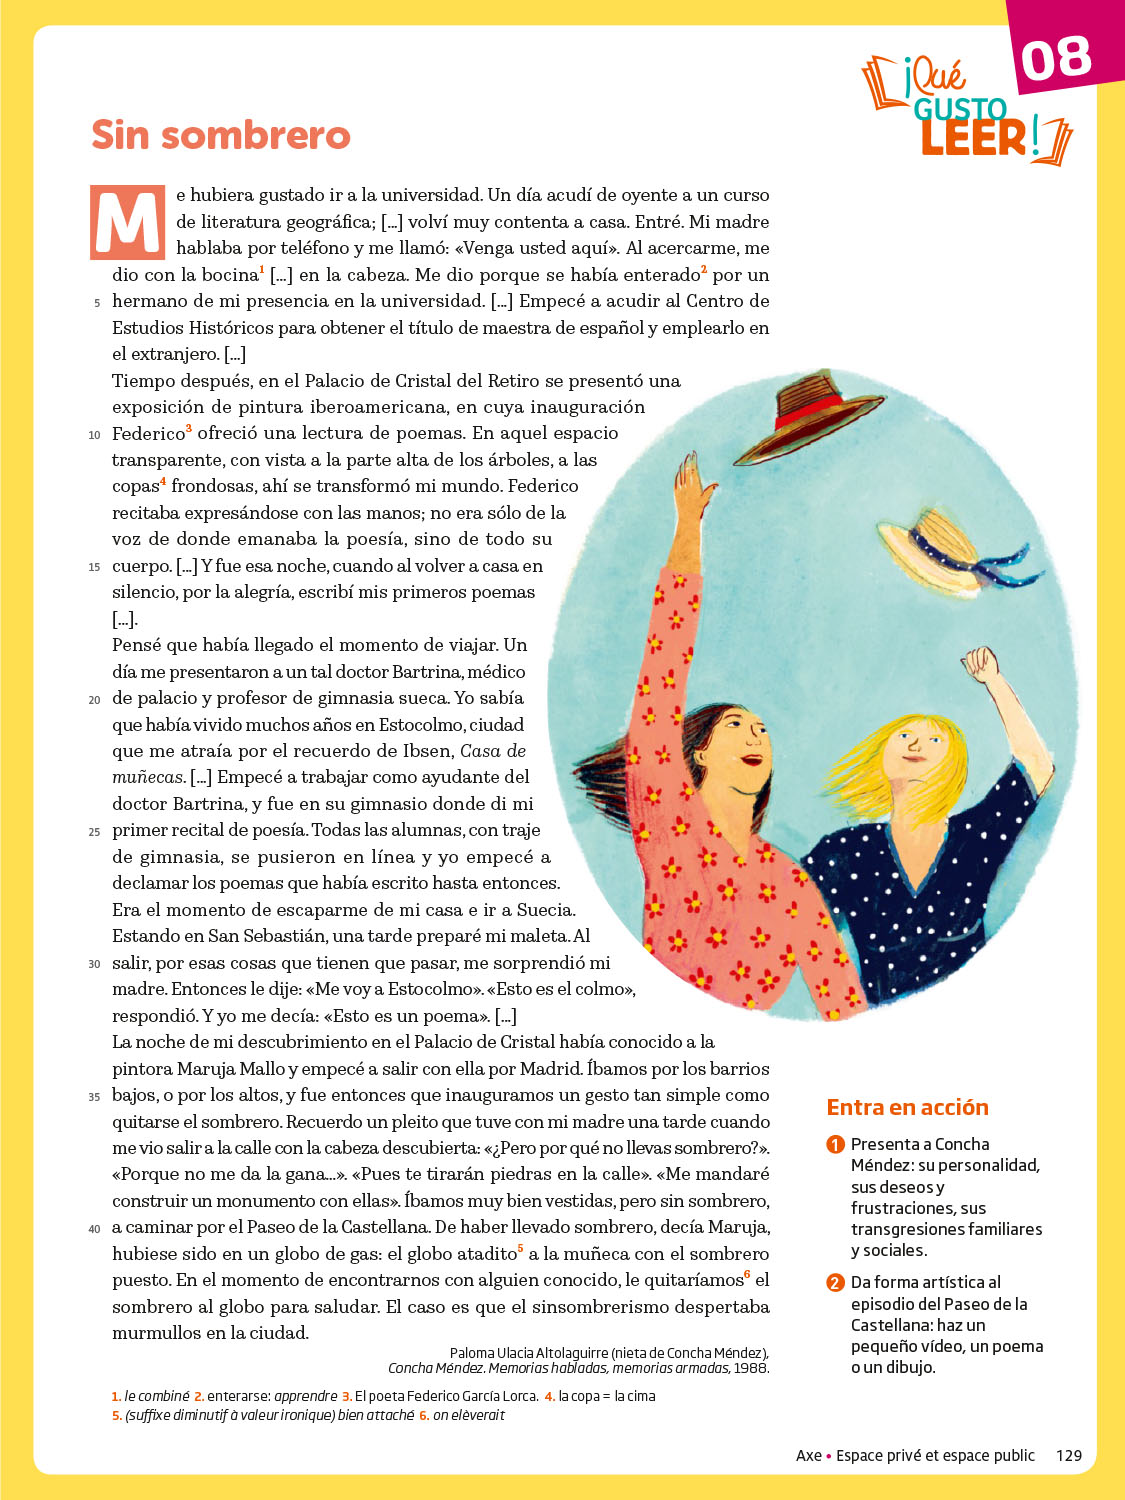 08
¡Qué
GUSTO
LEER!
Sin sombrero
Me hubiera gustado ir a la universidad. Un día acudí de oyente a un curso
de literatura geográfica; [...] volví muy contenta a casa. Entré. Mi madre
hablaba por teléfono y me llamó: «Venga usted aquí». Al acercarme, me
dio con la bocina1 [...] en la cabeza. Me dio porque se había enterado2 por un
5 hermano de mi presencia en la universidad. [...] Empecé a acudir al Centro de
Estudios Históricos para obtener el título de maestra de español y emplearlo en
el extranjero. [...]
Tiempo después, en el Palacio de Cristal del Retiro se presentó una
exposición de pintura iberoamericana, en cuya inauguración
10 Federico3 ofreció una lectura de poemas. En aquel espacio
transparente, con vista a la parte alta de los árboles, a las
copas4 frondosas, ahí se transformó mi mundo. Federico
recitaba expresándose con las manos; no era sólo de la
voz de donde emanaba la poesía, sino de todo su
15 cuerpo. [...] Y fue esa noche, cuando al volver a casa en
silencio, por la alegría, escribí mis primeros poemas
[...].
Pensé que había llegado el momento de viajar. Un
día me presentaron a un tal doctor Bartrina, médico
20 de palacio y profesor de gimnasia sueca. Yo sabía
que había vivido muchos años en Estocolmo, ciudad
que me atraía por el recuerdo de Ibsen, Casa de
muñecas. [...] Empecé a trabajar como ayudante del
doctor Bartrina, y fue en su gimnasio donde di mi
25 primer recital de poesía. Todas las alumnas, con traje
de gimnasia, se pusieron en línea y yo empecé a
declamar los poemas que había escrito hasta entonces.
Era el momento de escaparme de mi casa e ir a Suecia.
Estando en San Sebastián, una tarde preparé mi maleta. Al
30 salir, por esas cosas que tienen que pasar, me sorprendió mi
madre. Entonces le dije: «Me voy a Estocolmo». «Esto es el colmo»,
respondió. Y yo me decía: «Esto es un poema». [...]
La noche de mi descubrimiento en el Palacio de Cristal había conocido a la
pintora Maruja Mallo y empecé a salir con ella por Madrid. Íbamos por los barrios
35 bajos, o por los altos, y fue entonces que inauguramos un gesto tan simple como
quitarse el sombrero. Recuerdo un pleito que tuve con mi madre una tarde cuando
me vio salir a la calle con la cabeza descubierta: «¿Pero por qué no llevas sombrero?».
«Porque no me da la gana...». «Pues te tirarán piedras en la calle». «Me mandaré
construir un monumento con ellas». Íbamos muy bien vestidas, pero sin sombrero,
40 a caminar por el Paseo de la Castellana. De haber llevado sombrero, decía Maruja,
hubiese sido en un globo de gas: el globo atadito5 a la muñeca con el sombrero
puesto. En el momento de encontrarnos con alguien conocido, le quitaríamos6 el
sombrero al globo para saludar. El caso es que el sinsombrerismo despertaba
murmullos en la ciudad.
Paloma Ulacia Altolaguirre (nieta de Concha Méndez),
Concha Méndez. Memorias habladas, memorias armadas, 1988.
1. le combiné 2. enterarse: apprendre 3. El poeta Federico García Lorca. 4. la copa = la cima
5. (suffixe diminutif à valeur ironique) bien attaché 6. on elèverait
Entra en acción
1 Presenta a Concha
Méndez: su personalidad,
sus deseos y
frustraciones, sus
transgresiones familiares
y sociales.
2 Da forma artística al
episodio del Paseo de la
Castellana: haz un
pequeño vídeo, un poema
o un dibujo.
Axe • Espace privé et espace public 129